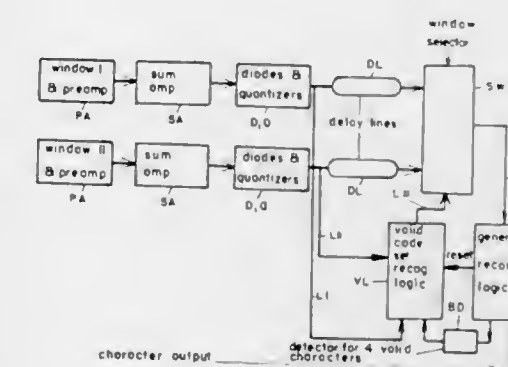 window
selector
window I
& preamp
PA
sum
amp
SA
diodes &
quantizers
D,Q
DL
Sw
delay lines
window II
& preamp
PA
sum
amp
SA
diodes &
quantizers
D,Q
DL
LII
LI
valid
code
set
recog
logic
VL
reset
gener
recog
logic
BD
detector for 4 valid
characters
character output